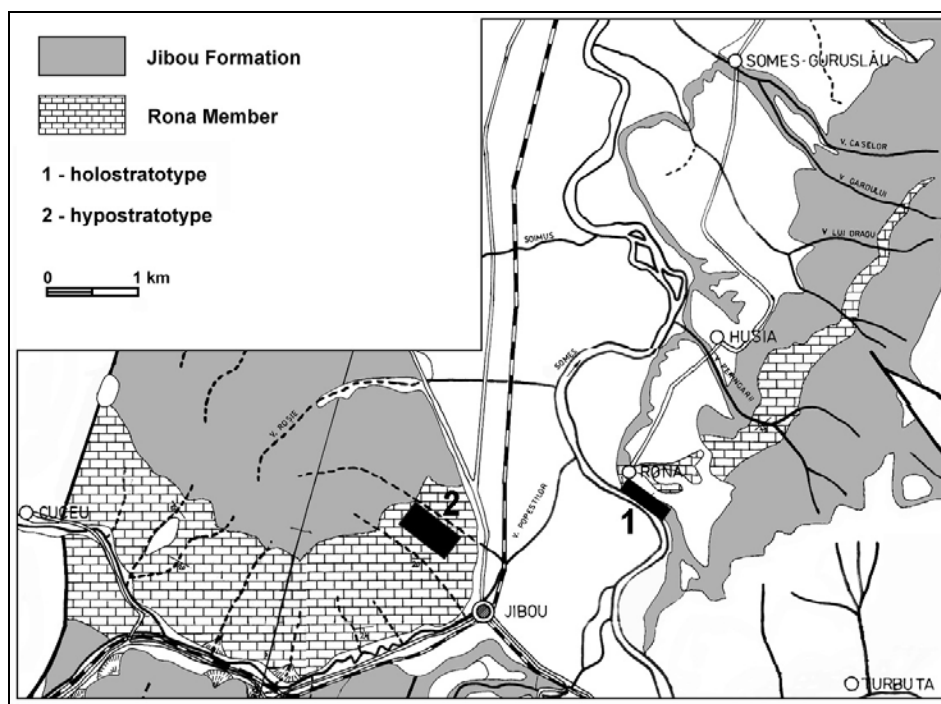 Jibou Formation
Rona Member
1 - holostratotype
2 - hypostratotype
0 1 km
SOMES-GURUSLĂU
V. CASELOR
V. GARDULUI
V. LUI DRAGU
SOIMUS
HUSIA
SOMES
V. ROSIE
RONA
2
1
CUCEU
V. POPESTILOR
JIBOU
TURBUTA